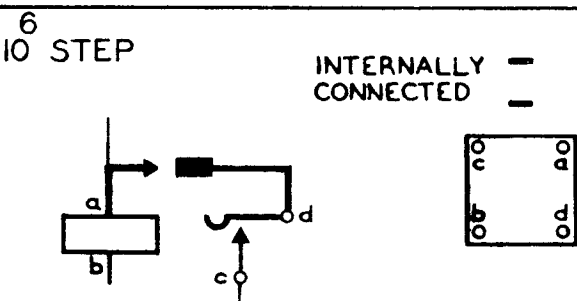 6
10 STEP
INTERNALLY
CONNECTED
a
b
d
c
c a
b d